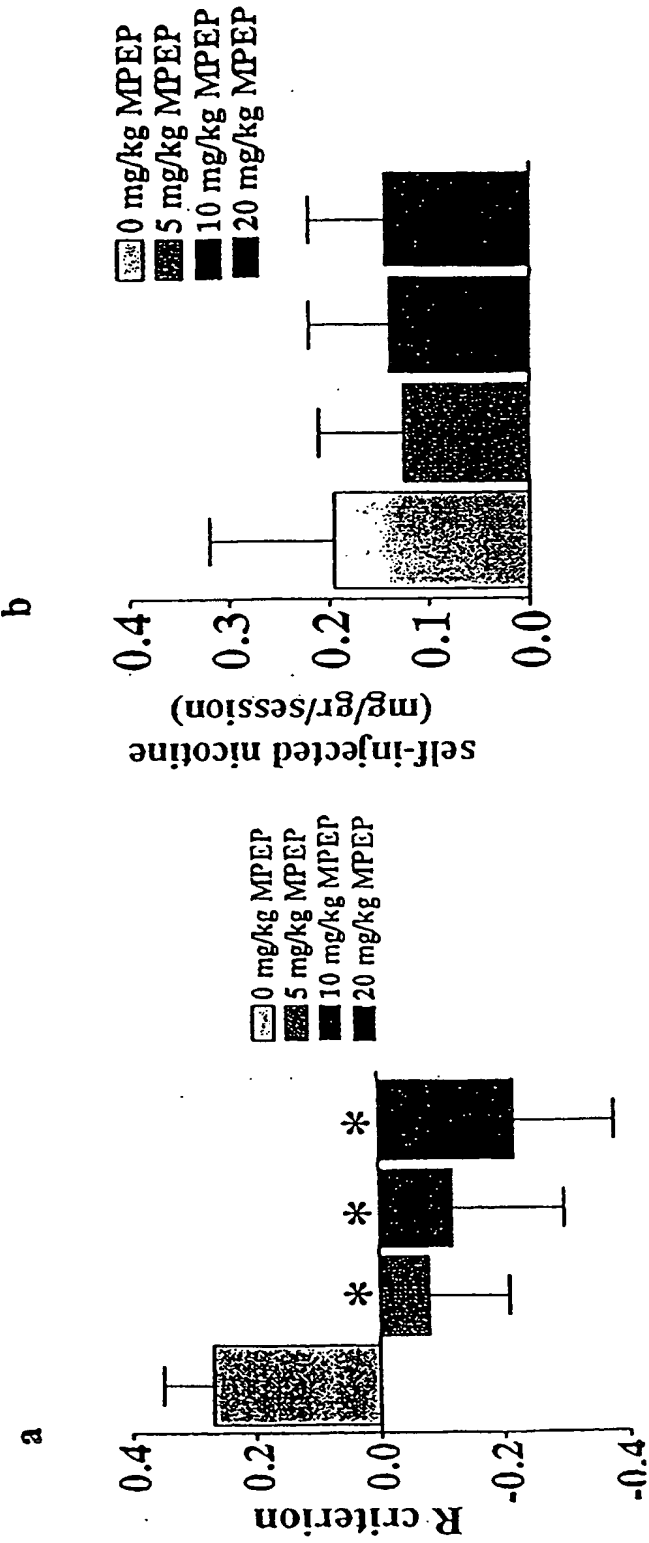 a
R criterion
0.4
0.2
0.0
-0.2
-0.4
*
*
*
0 mg/kg MPEP
5 mg/kg MPEP
10 mg/kg MPEP
20 mg/kg MPEP
b
self-injected nicotine
(mg/gr/session)
0.4
0.3
0.2
0.1
0.0
0 mg/kg MPEP
5 mg/kg MPEP
10 mg/kg MPEP
20 mg/kg MPEP